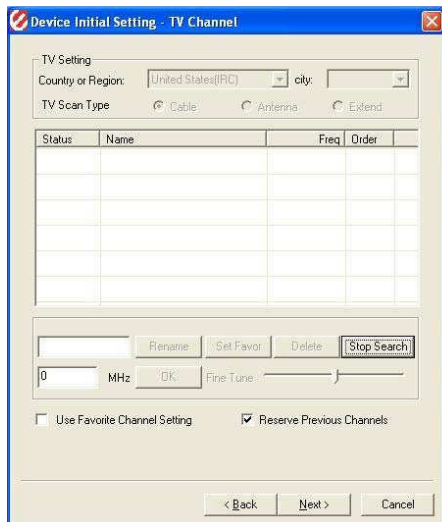 Device Initial Setting - TV Channel
TV Setting
Country or Region: United States(IRC) city:
TV Scan Type Cable Antenna Extend
Status Name Freq Order
Rename Set Favor Delete Stop Search
0 MHz OK Fine Tune
Use Favorite Channel Setting Reserve Previous Channels
< Back Next > Cancel